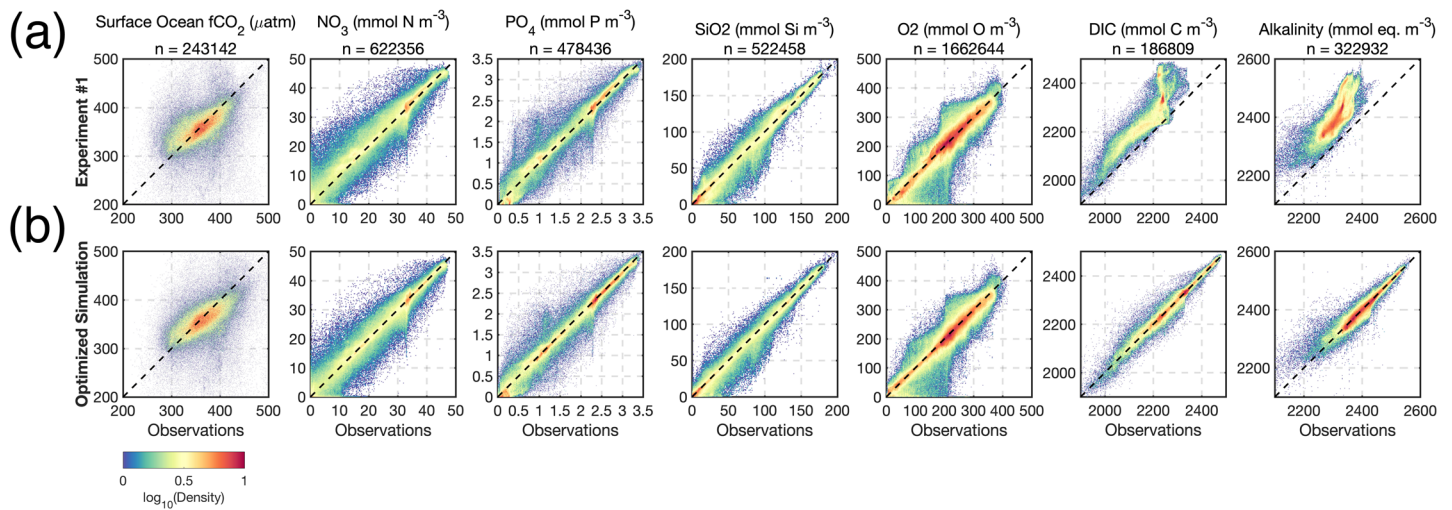 (a)
Surface Ocean fCO2 (μatm)
n = 243142
NO3 (mmol N m-3)
n = 622356
PO4 (mmol P m-3)
n = 478436
SiO2 (mmol Si m-3)
n = 522458
O2 (mmol O m-3)
n = 1662644
DIC (mmol C m-3)
n = 186809
Alkalinity (mmol eq. m-3)
n = 322932
Experiment #1
500
400
300
200
200 300 400 500
50
40
30
20
10
0
0 10 20 30 40 50
3.5
3
2.5
2
1.5
1
0.5
0
0 0.5 1 1.5 2 2.5 3 3.5
200
150
100
50
0
0 50 100 150 200
500
400
300
200
100
0
0 100 200 300 400 500
2400
2200
2000
2000 2200 2400
2600
2400
2200
2200 2400 2600
(b)
Optimized Simulation
500
400
300
200
200 300 400 500
Observations
50
40
30
20
10
0
0 10 20 30 40 50
Observations
3.5
3
2.5
2
1.5
1
0.5
0
0 0.5 1 1.5 2 2.5 3 3.5
Observations
200
150
100
50
0
0 50 100 150 200
Observations
500
400
300
200
100
0
0 100 200 300 400 500
Observations
2400
2200
2000
2000 2200 2400
Observations
2600
2400
2200
2200 2400 2600
Observations
0 0.5 1
log10(Density)